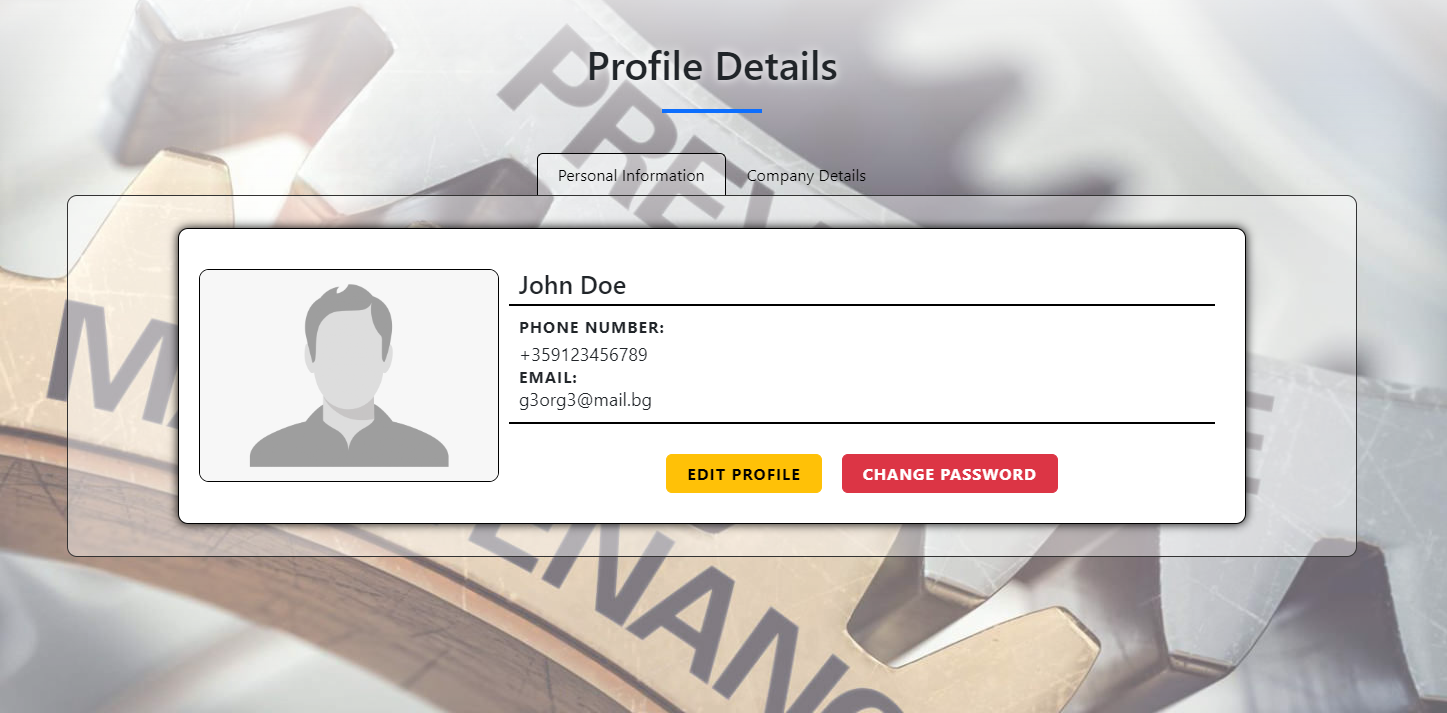 Profile Details
Personal Information
Company Details
John Doe
PHONE NUMBER:
+359123456789
EMAIL:
g3org3@mail.bg
EDIT PROFILE
CHANGE PASSWORD